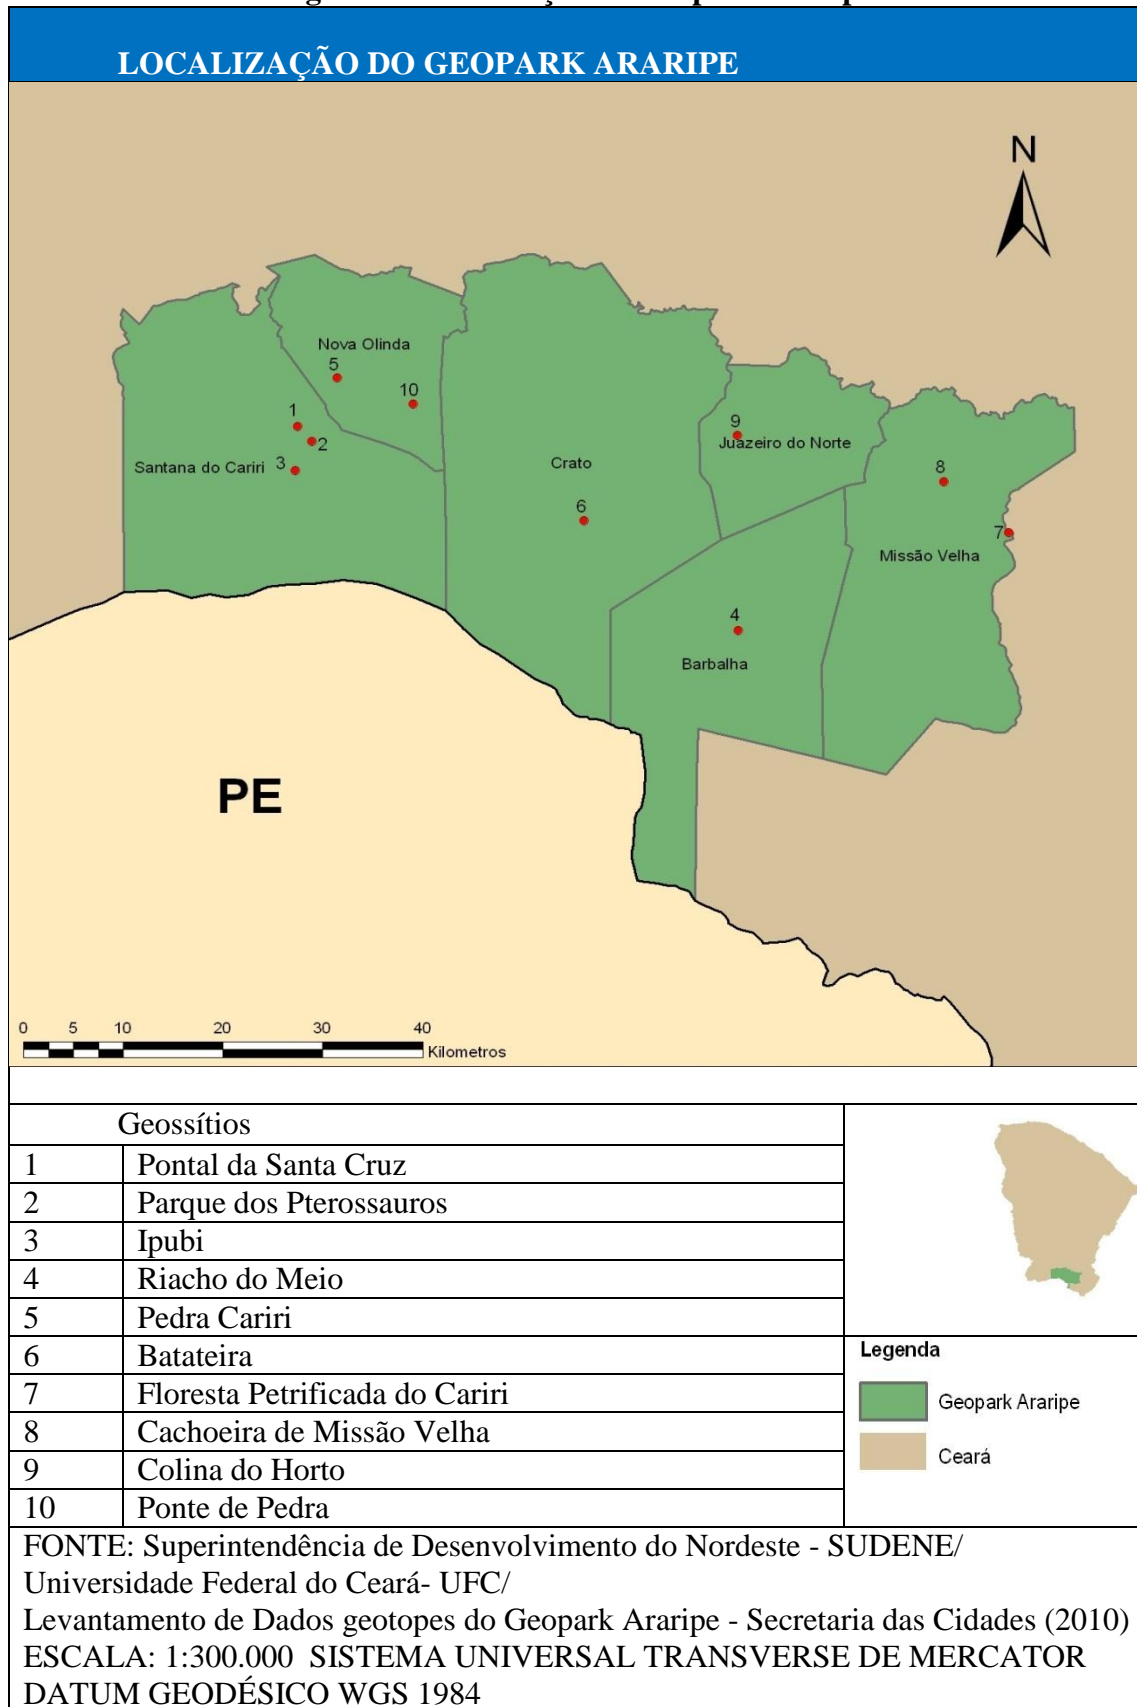 LOCALIZAÇÃO DO GEOPARK ARARIPE
N
Nova Olinda
5
10
1
2
3
Santana do Cariri
Crato
6
9
Juazeiro do Norte
8
7
Missão Velha
4
Barbalha
PE
0 5 10 20 30 40
Kilometros
Geossítios
1 Pontal da Santa Cruz
2 Parque dos Pterossauros
3 Ipubi
4 Riacho do Meio
5 Pedra Cariri
6 Batateira
7 Floresta Petrificada do Cariri
8 Cachoeira de Missão Velha
9 Colina do Horto
10 Ponte de Pedra
Legenda
Geopark Araripe
Ceará
FONTE: Superintendência de Desenvolvimento do Nordeste - SUDENE/
Universidade Federal do Ceará- UFC/
Levantamento de Dados geotopes do Geopark Araripe - Secretaria das Cidades (2010)
ESCALA: 1:300.000 SISTEMA UNIVERSAL TRANSVERSE DE MERCATOR
DATUM GEODÉSICO WGS 1984